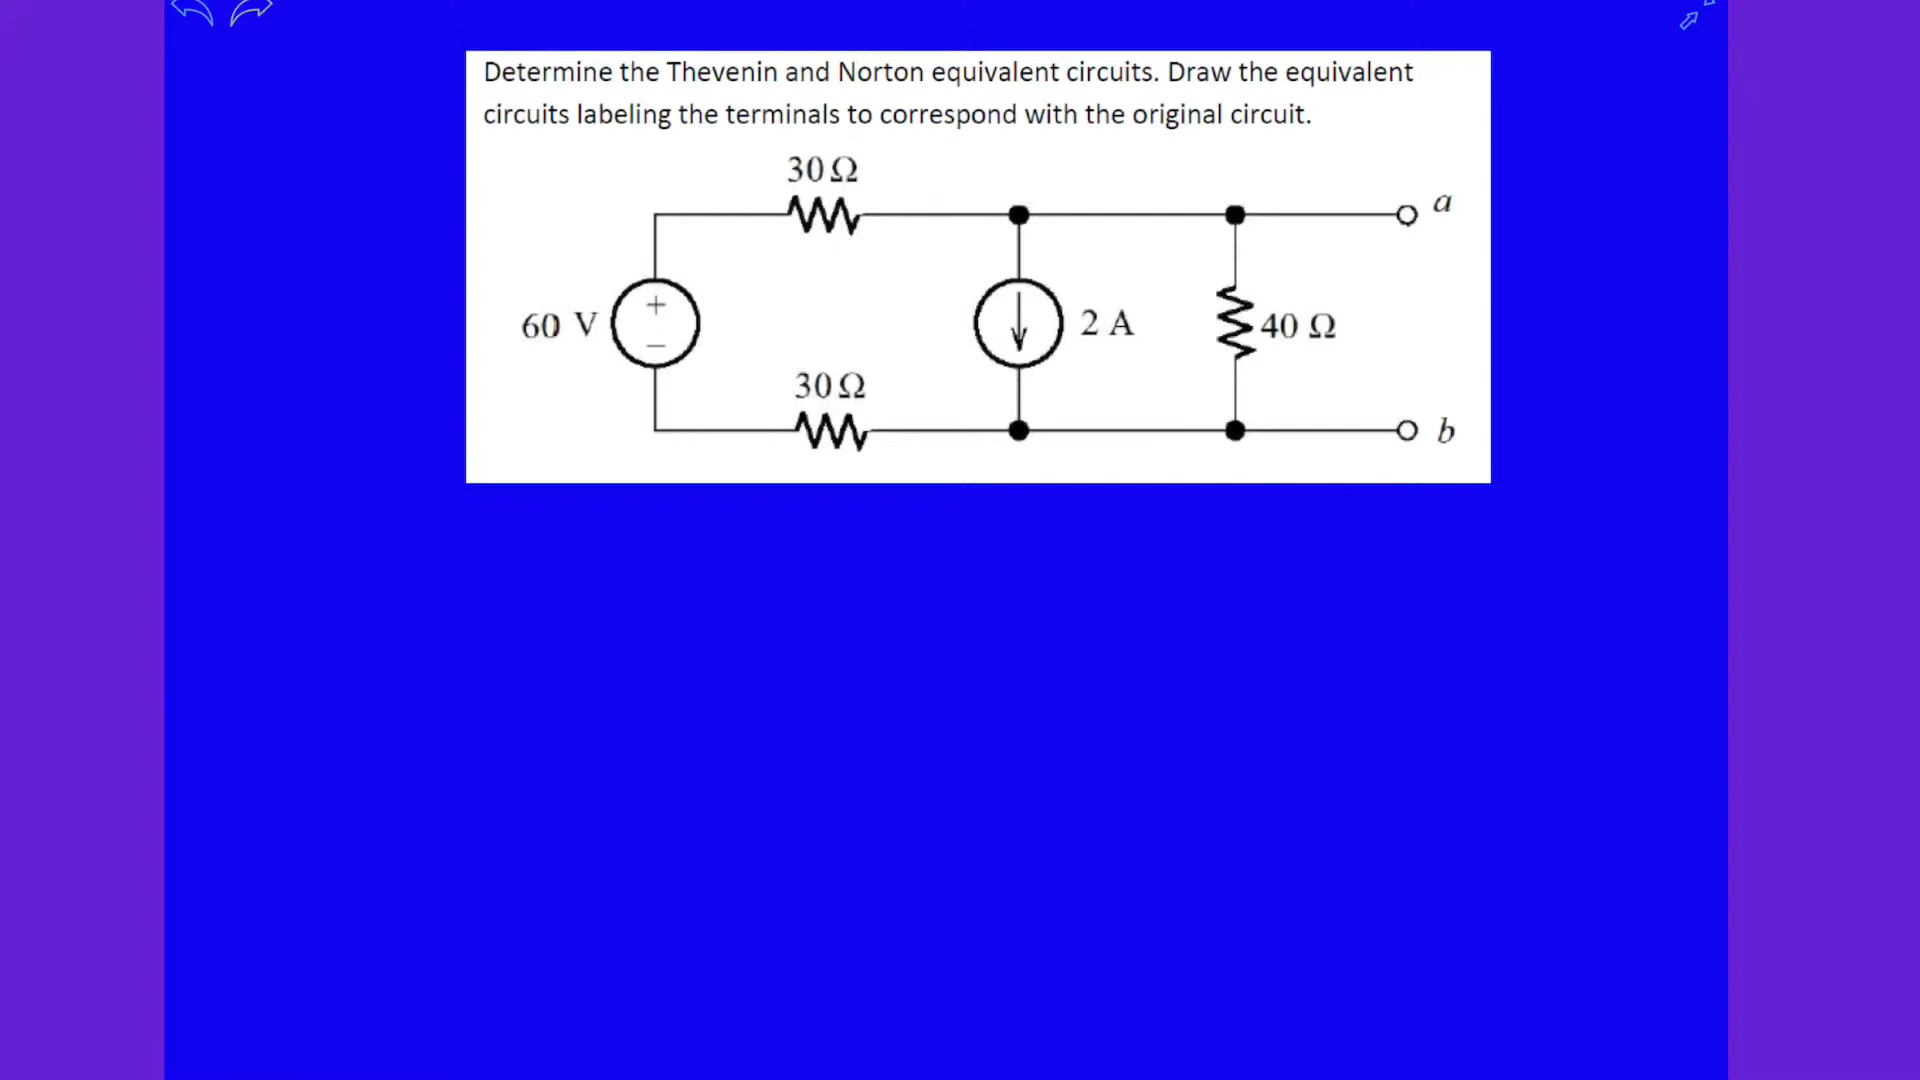 Determine the Thevenin and Norton equivalent circuits. Draw the equivalent
circuits labeling the terminals to correspond with the original circuit.
30 Ω
a
60 V
+
−
2 A
40 Ω
30 Ω
b